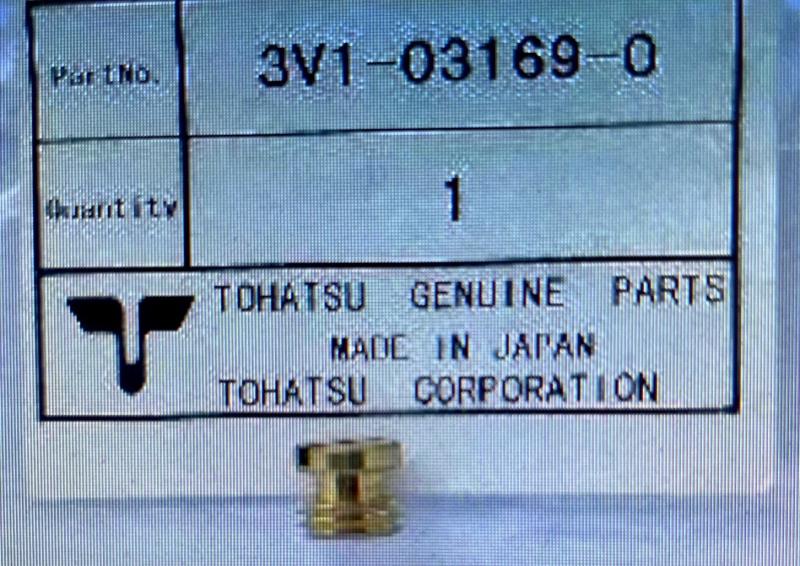 PartNo. 3V1-03169-0
Quantity 1
TOHATSU GENUINE PARTS
MADE IN JAPAN
TOHATSU CORPORATION